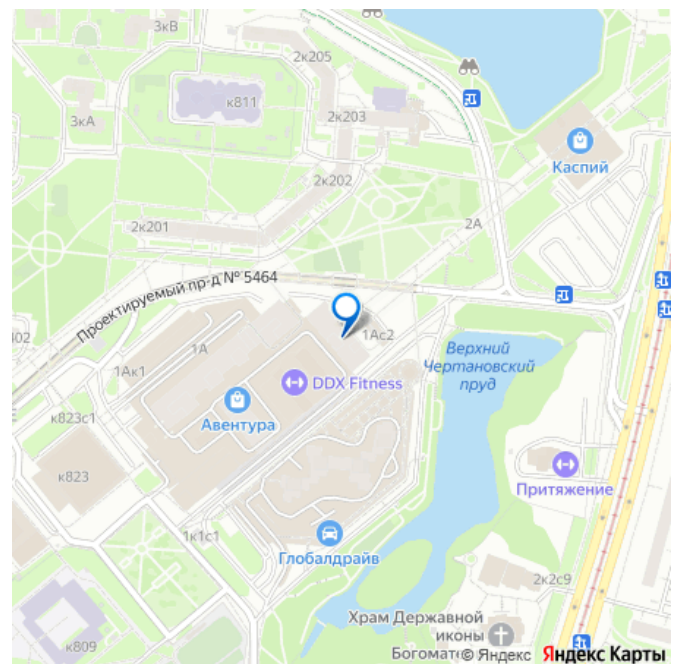 3кВ
2к205
к811
3кА
2к203
Каспий
2к202
2к201
2А
Проектируемый пр-д № 5464
1А
1Ас2
1Ак1
Верхний
Чертановский
пруд
DDX Fitness
Авентура
к823с1
к823
Притяжение
1к1с1
Глобалдрайв
2к2с9
Храм Державной
иконы
Богомат
к809
© Яндекс Яндекс Карты